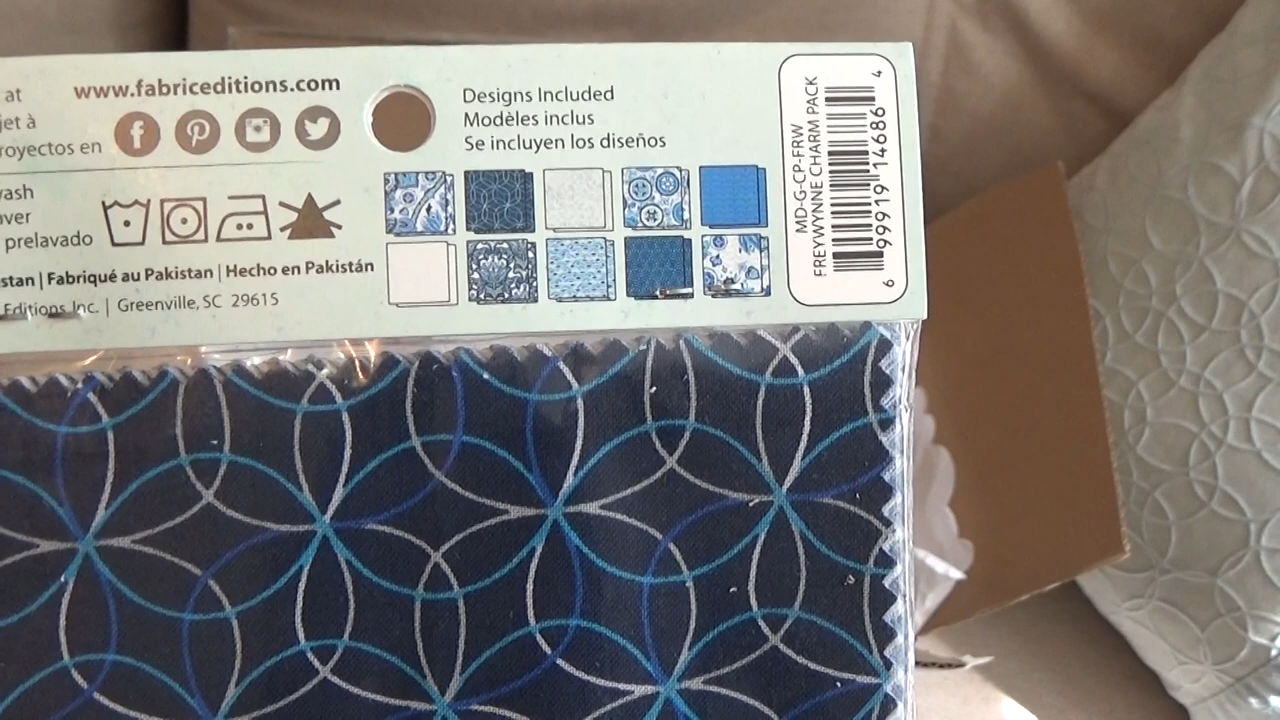 at
www.fabriceditions.com
jet à
royectos en
ash
aver
prelavado
stan | Fabriqué au Pakistan | Hecho en Pakistán
Editions Inc. | Greenville, SC 29615
Designs Included
Modèles inclus
Se incluyen los diseños
MD-G-CP-FRW
FREYWYNNE CHARM PACK
6 99919 14686 4